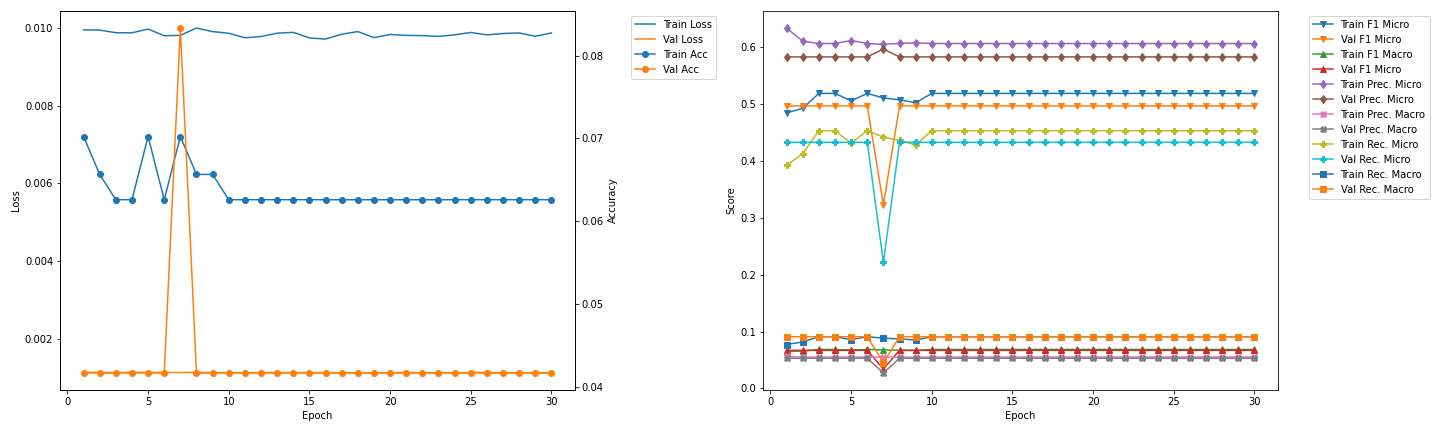 0.010
0.008
0.006
0.004
0.002
Loss
0
5
10
15
20
25
30
Epoch
0.08
0.07
0.06
0.05
0.04
Accuracy
Train Loss
Val Loss
Train Acc
Val Acc
0.6
0.5
0.4
0.3
0.2
0.1
0.0
Score
0
5
10
15
20
25
30
Epoch
Train F1 Micro
Val F1 Micro
Train F1 Macro
Val F1 Micro
Train Prec. Micro
Val Prec. Micro
Train Prec. Macro
Val Prec. Macro
Train Rec. Micro
Val Rec. Micro
Train Rec. Macro
Val Rec. Macro